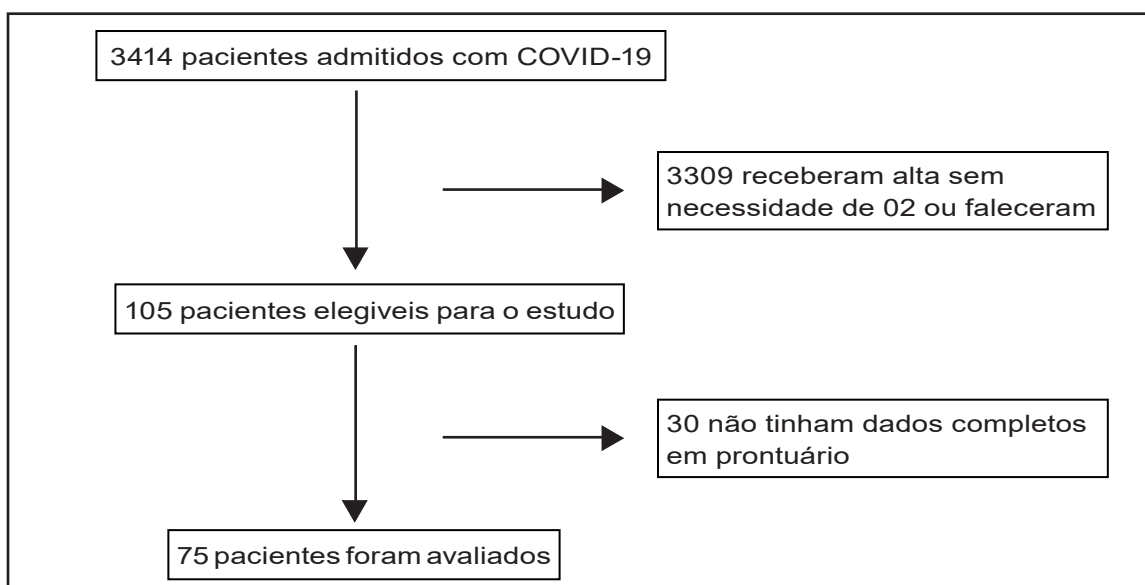 3414 pacientes admitidos com COVID-19
3309 receberam alta sem
necessidade de 02 ou faleceram
105 pacientes elegiveis para o estudo
30 não tinham dados completos
em prontuário
75 pacientes foram avaliados